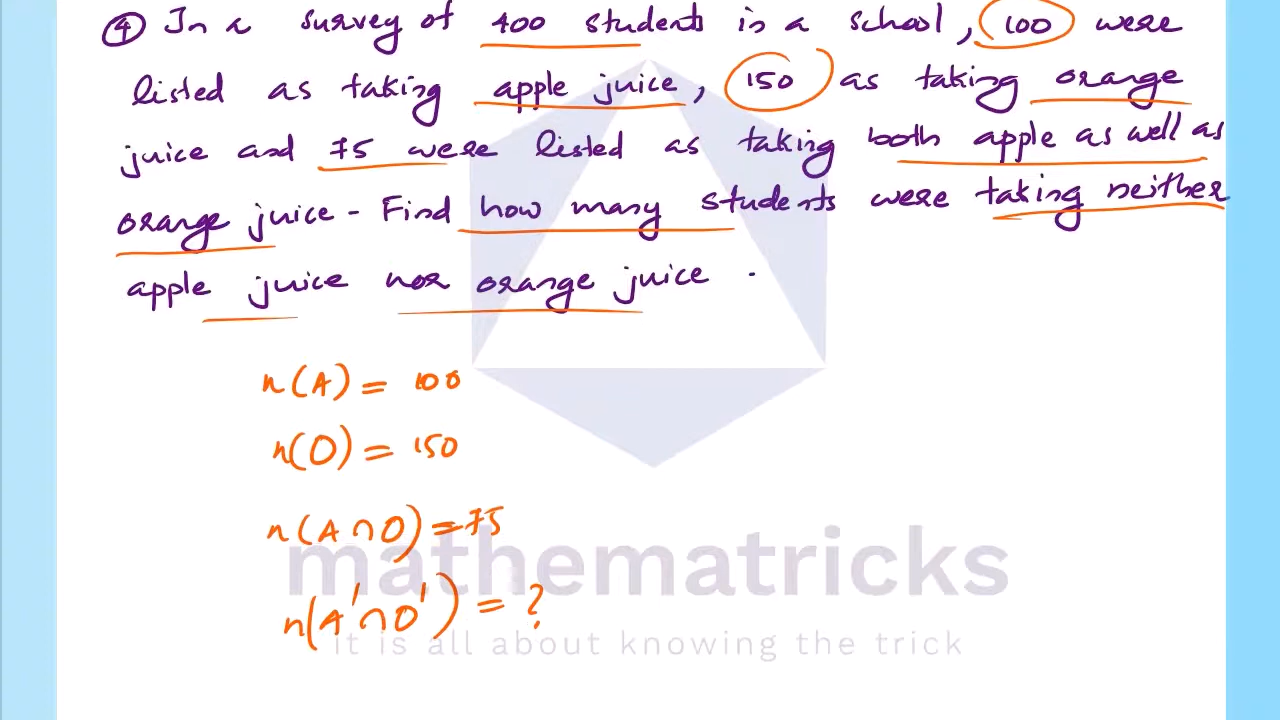 ④ In a survey of 400 students in a school, 100 were
listed as taking apple juice, 150 as taking orange
juice and 75 were listed as taking both apple as well as
orange juice - Find how many students were taking neither
apple juice nor orange juice .
n(A) = 100
n(O) = 150
n(A∩O) = 75
mathematricks
n(A'∩O') = ?
it is all about knowing the trick